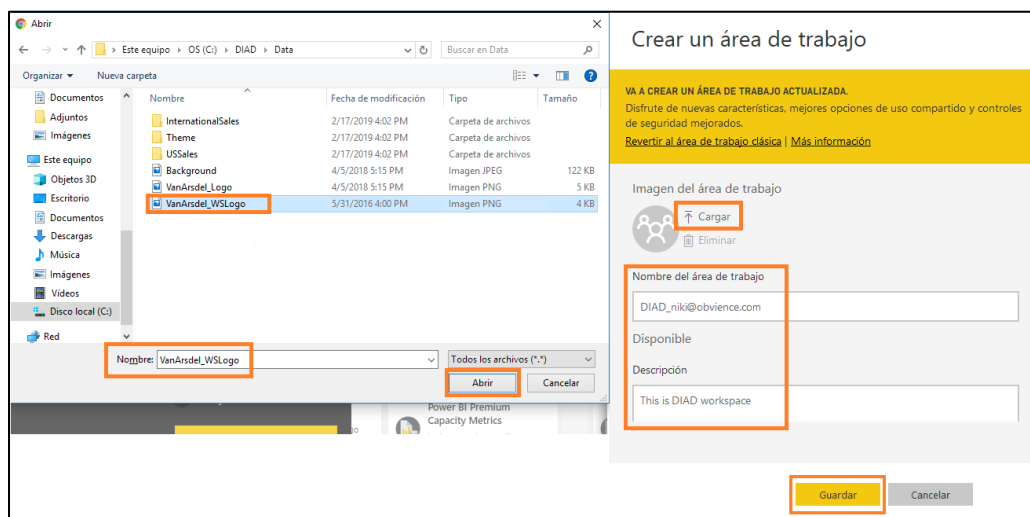 Abrir
Este equipo > OS (C:) > DIAD > Data
Buscar en Data
Organizar
Nueva carpeta
Documentos
Adjuntos
Imágenes
Este equipo
Objetos 3D
Escritorio
Documentos
Descargas
Música
Imágenes
Vídeos
Disco local (C:)
Red
Nombre Fecha de modificación Tipo Tamaño
InternationalSales 2/17/2019 4:02 PM Carpeta de archivos
Theme 2/17/2019 4:02 PM Carpeta de archivos
USSales 2/17/2019 4:02 PM Carpeta de archivos
Background 4/5/2018 5:15 PM Imagen JPEG 122 KB
VanArsdel_Logo 4/5/2018 5:15 PM Imagen PNG 5 KB
VanArsdel_WSLogo 5/31/2016 4:00 PM Imagen PNG 4 KB
Nombre: VanArsdel_WSLogo
Todos los archivos (*.*)
Abrir
Cancelar
Power BI Premium
Capacity Metrics
Crear un área de trabajo
VA A CREAR UN ÁREA DE TRABAJO ACTUALIZADA.
Disfrute de nuevas características, mejores opciones de uso compartido y controles
de seguridad mejorados.
Revertir al área de trabajo clásica | Más información
Imagen del área de trabajo
Cargar
Eliminar
Nombre del área de trabajo
DIAD_niki@obvience.com
Disponible
Descripción
This is DIAD workspace
Guardar
Cancelar